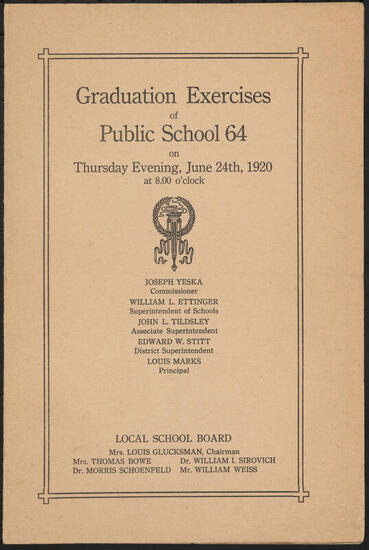 Graduation Exercises
of
Public School 64
on
Thursday Evening, June 24th, 1920
at 8.00 o'clock
JOSEPH YESKA
Commissioner
WILLIAM L. ETTINGER
Superintendent of Schools
JOHN L. TILDSLEY
Associate Superintendent
EDWARD W. STITT
District Superintendent
LOUIS MARKS
Principal
LOCAL SCHOOL BOARD
Mrs. LOUIS GLUCKSMAN, Chairman
Mrs. THOMAS BOWE Dr. WILLIAM I. SIROVICH
Dr. MORRIS SCHOENFELD Mr. WILLIAM WEISS